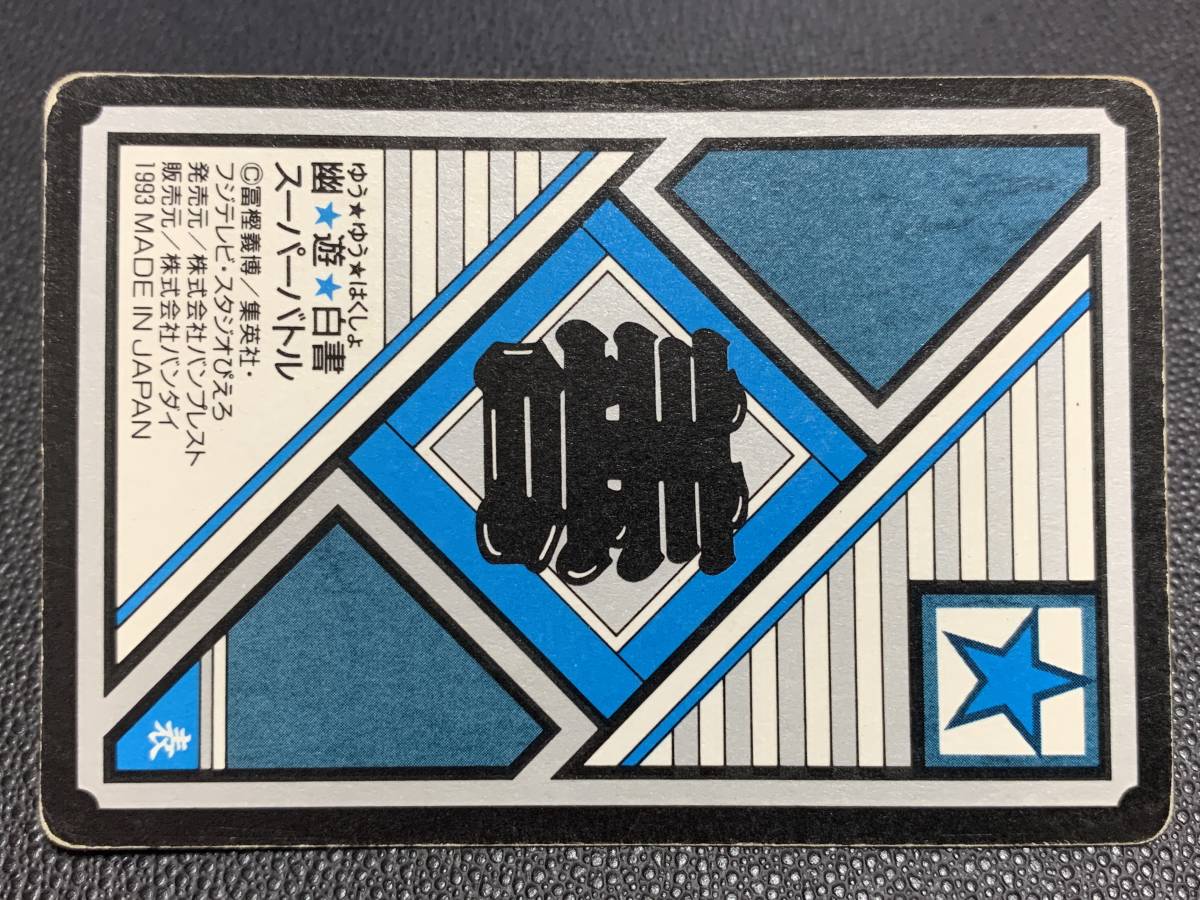 ゆう★ゆう★はくしょ
幽★遊★白書
スーパーバトル
©冨樫義博/集英社・
フジテレビ・スタジオぴえろ
発売元/株式会社バンプレスト
販売元/株式会社バンダイ
1993 MADE IN JAPAN
表